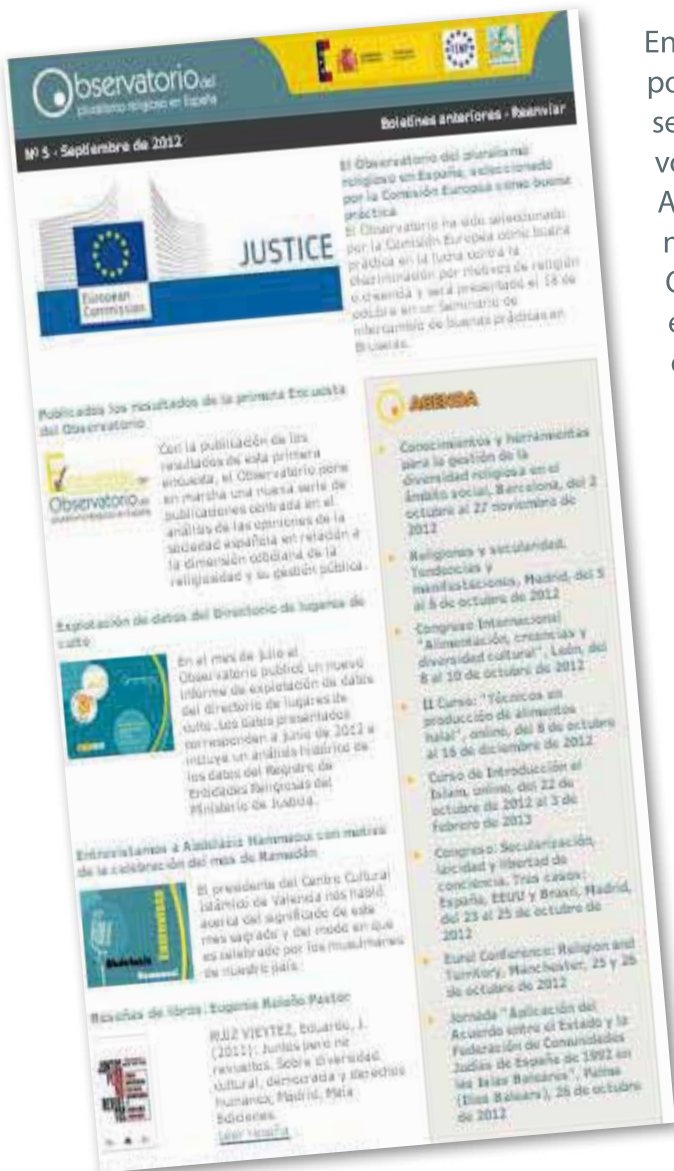 Observatorio del
pluralismo religioso en España
Nº 5 - Septiembre de 2012
Boletines anteriores - Reenviar
European
Commission
JUSTICE
El Observatorio del pluralismo
religioso en España, seleccionado
por la Comisión Europea como buena
práctica
El Observatorio ha sido seleccionado
por la Comisión Europea como buena
práctica en la lucha contra la
discriminación por motivos de religión
o creencia y será presentado el 18 de
octubre en un Seminario de
intercambio de buenas prácticas en
Bruselas.
Publicados los resultados de la primera Encuesta
del Observatorio
Observatorio del
Con la publicación de los
resultados de esta primera
encuesta, el Observatorio pone
en marcha una nueva serie de
publicaciones centrada en el
análisis de las opiniones de la
sociedad española en relación a
la dimensión cotidiana de la
religiosidad y su gestión pública.
Explotación de datos del Directorio de lugares de
culto
En el mes de julio el
Observatorio publicó un nuevo
informe de explotación de datos
del directorio de lugares de
culto. Los datos presentados
corresponden a junio de 2012 e
incluye un análisis histórico de
los datos del Registro de
Entidades Religiosas del
Ministerio de Justicia.
Entrevistamos a Abdelaziz Hammaoui con motivo
de la celebración del mes de Ramadán
El presidente del Centro Cultural
Islámico de Valencia nos habló
acerca del significado de este
mes sagrado y del modo en que
es celebrado por los musulmanes
de nuestro país.
Reseñas de libros: Eugenia Relaño Pastor
RUIZ VIEYTEZ, Eduardo, J.
(2011): Juntos pero no
revueltos. Sobre diversidad
cultural, democracia y derechos
humanos, Madrid, Maia
Ediciones.
Leer reseña
AGENDA
Conocimientos y herramientas
para la gestión de la
diversidad religiosa en el
ámbito social, Barcelona, del 2
octubre al 27 noviembre de
2012
Religiones y secularidad.
Tendencias y
manifestaciones, Madrid, del 5
al 6 de octubre de 2012
Congreso Internacional
"Alimentación, creencias y
diversidad cultural", León, del
8 al 10 de octubre de 2012
II Curso: "Técnicos en
producción de alimentos
halal", online, del 8 de octubre
al 16 de diciembre de 2012
Curso de Introducción al
Islam, online, del 22 de
octubre de 2012 al 3 de
febrero de 2013
Congreso: Secularización,
laicidad y libertad de
conciencia. Tres casos:
España, EEUU y Brasil, Madrid,
del 23 al 25 de octubre de
2012
Eurel Conference: Religion and
Territory, Manchester, 25 y 26
de octubre de 2012
Jornada "Aplicación del
Acuerdo entre el Estado y la
Federación de Comunidades
Judías de España de 1992 en
las Islas Baleares", Palma
(Illes Balears), 26 de octubre
de 2012
En